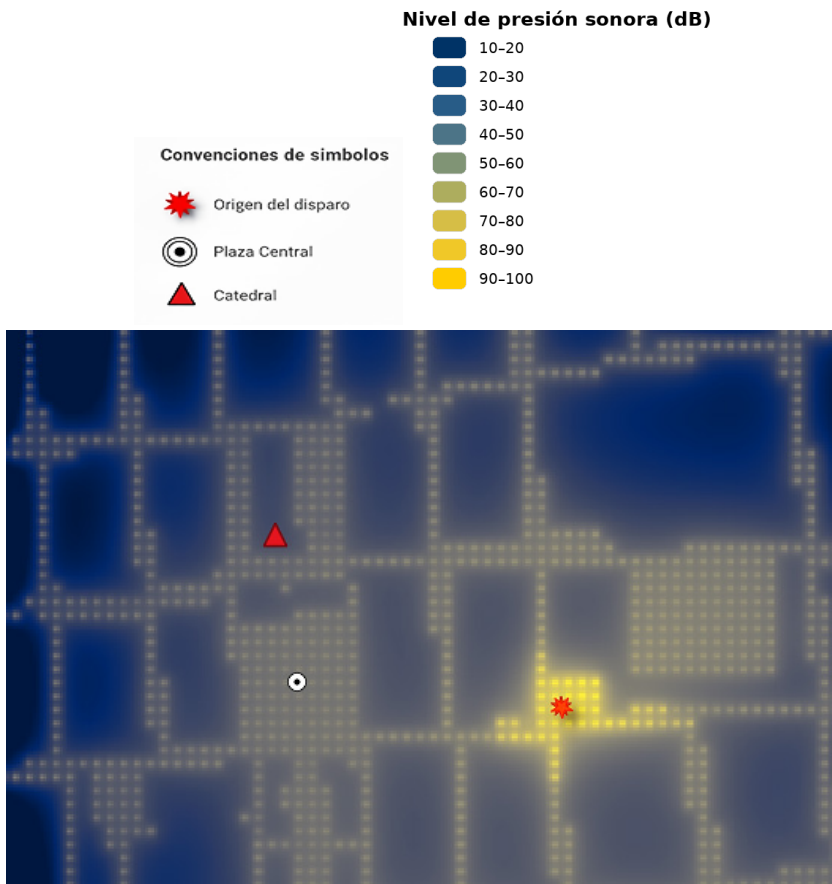 Nivel de presión sonora (dB)
10–20
20–30
30–40
40–50
50–60
60–70
70–80
80–90
90–100
Convenciones de simbolos
Origen del disparo
Plaza Central
Catedral